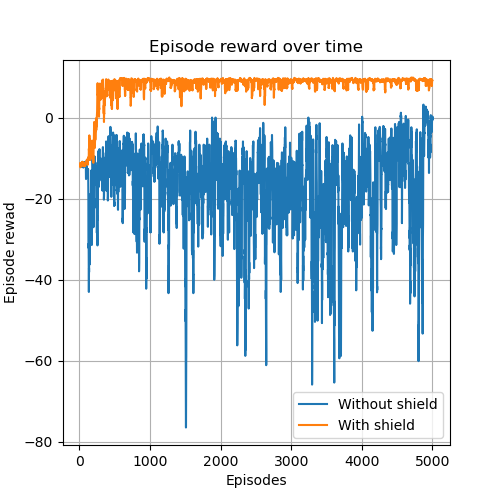 Episode reward over time
Episode rewad
0
−20
−40
−60
−80
0 1000 2000 3000 4000 5000
Episodes
Without shield
With shield